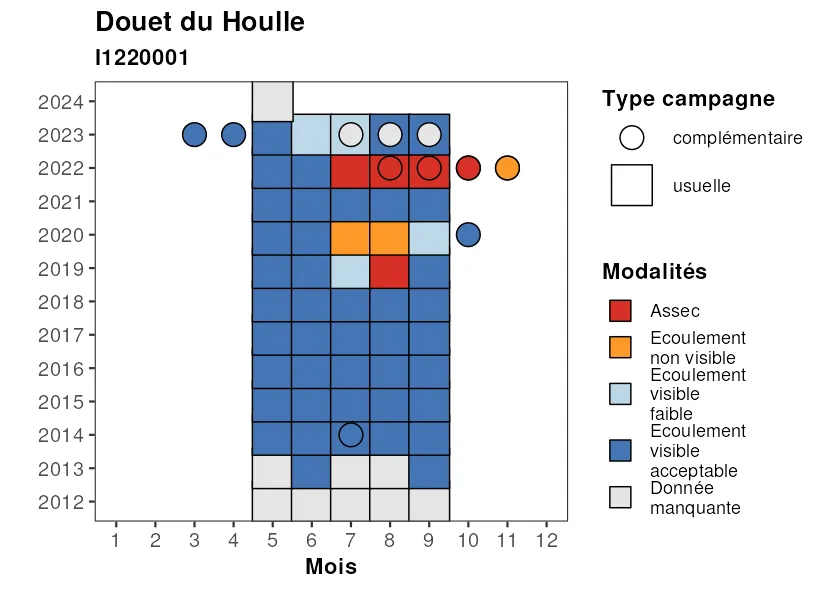 Douet du Houlle
I1220001
2024
2023
2022
2021
2020
2019
2018
2017
2016
2015
2014
2013
2012
1 2 3 4 5 6 7 8 9 10 11 12
Mois
Type campagne
complémentaire
usuelle
Modalités
Assec
Ecoulement
non visible
Ecoulement
visible
faible
Ecoulement
visible
acceptable
Donnée
manquante